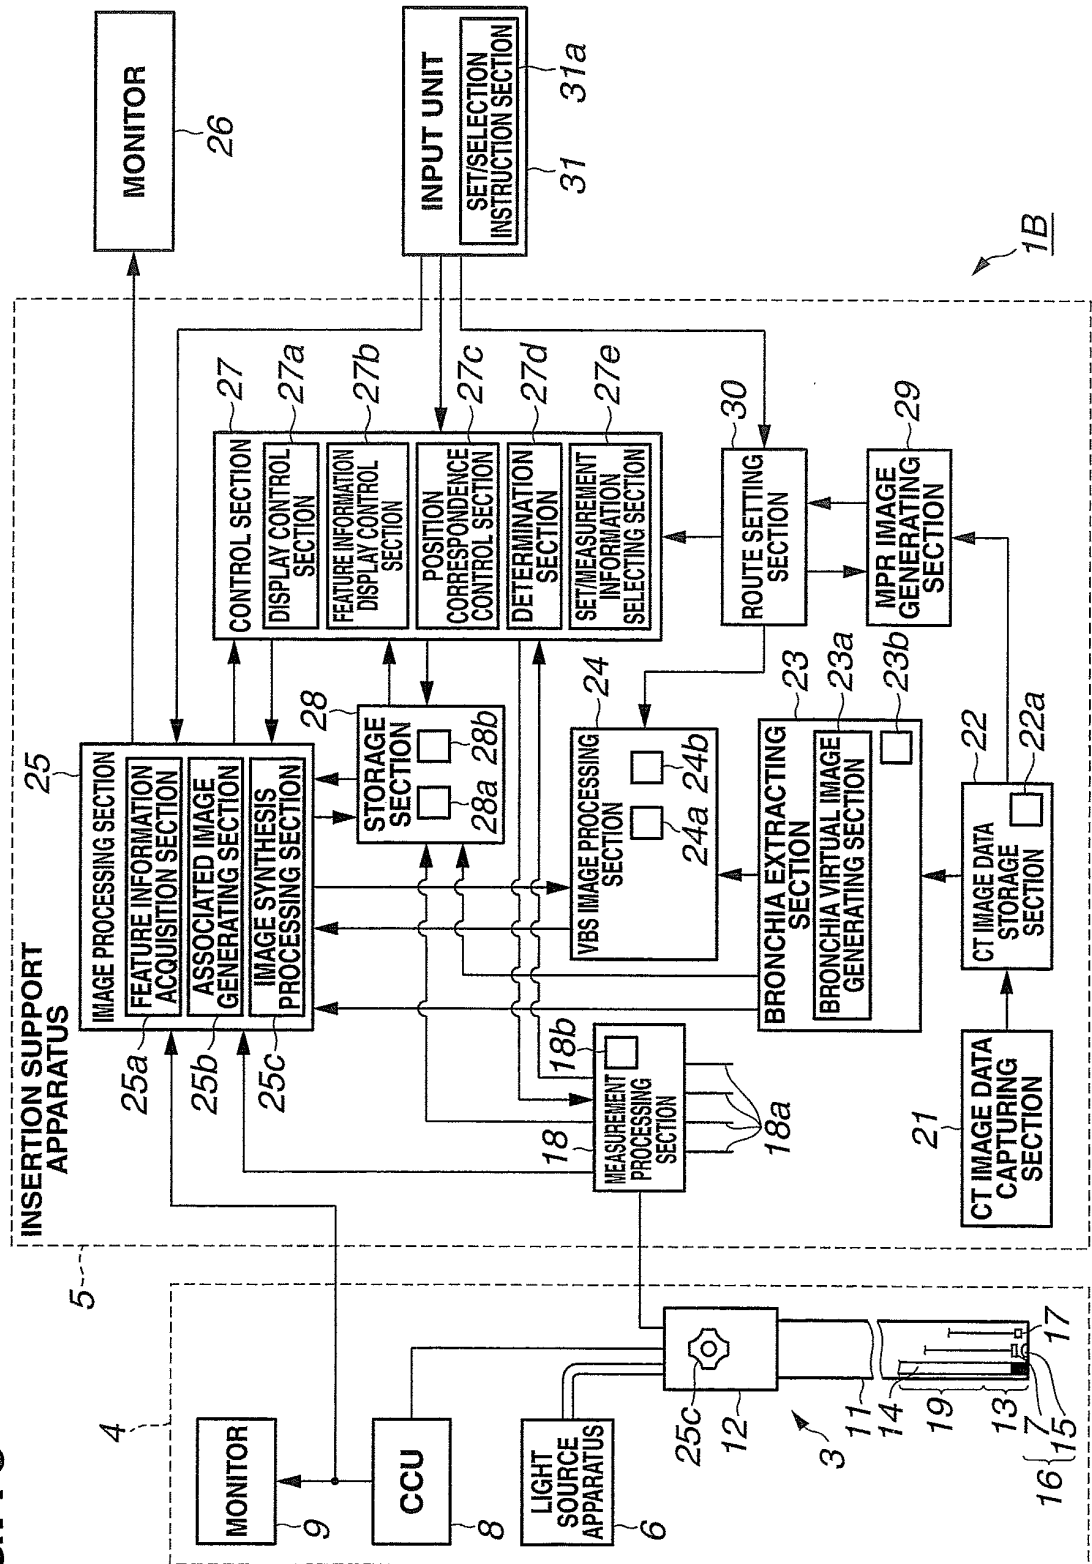 INSERTION SUPPORT
APPARATUS
5
4
MONITOR
9
CCU
8
LIGHT
SOURCE
APPARATUS
6
25c
12
3
11
14
19
13
7
15
16
17
25
IMAGE PROCESSING SECTION
FEATURE INFORMATION
ACQUISITION SECTION
ASSOCIATED IMAGE
GENERATING SECTION
IMAGE SYNTHESIS
PROCESSING SECTION
25a
25b
25c
18
MEASUREMENT
PROCESSING
SECTION
18b
18a
28
STORAGE
SECTION
28a
28b
24
VBS IMAGE PROCESSING
SECTION
24a
24b
23
BRONCHIA EXTRACTING
SECTION
BRONCHIA VIRTUAL IMAGE
GENERATING SECTION
23a
23b
21
CT IMAGE DATA
CAPTURING
SECTION
22
CT IMAGE DATA
STORAGE
SECTION
22a
27
CONTROL SECTION
DISPLAY CONTROL
SECTION
27a
FEATURE INFORMATION
DISPLAY CONTROL
SECTION
27b
POSITION
CORRESPONDENCE
CONTROL SECTION
27c
DETERMINATION
SECTION
27d
SET/MEASUREMENT
INFORMATION
SELECTING SECTION
27e
30
ROUTE SETTING
SECTION
29
MPR IMAGE
GENERATING
SECTION
MONITOR
26
INPUT UNIT
SET/SELECTION
INSTRUCTION SECTION
31
31a
1B